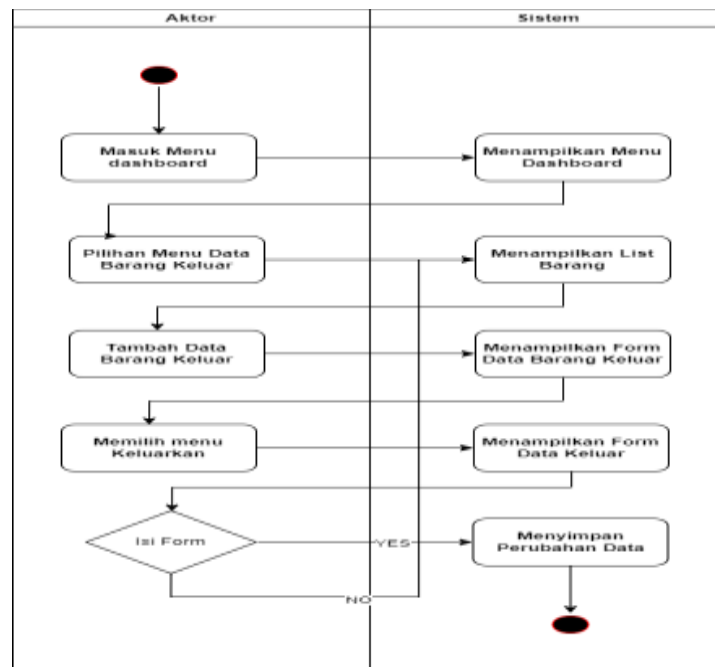 Aktor
Sistem
Masuk Menu
dashboard
Menampilkan Menu
Dashboard
Pilihan Menu Data
Barang Keluar
Menampilkan List
Barang
Tambah Data
Barang Keluar
Menampilkan Form
Data Barang Keluar
Memilih menu
Keluarkan
Menampilkan Form
Data Keluar
Isi Form
YES
Menyimpan
Perubahan Data
NO